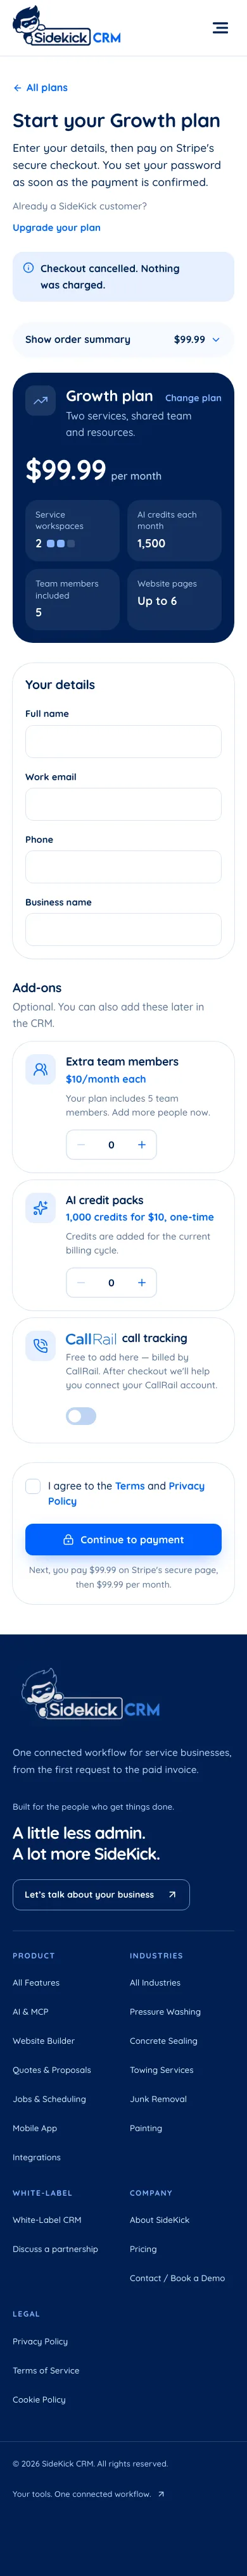 Sidekick CRM
All plans
Start your Growth plan
Enter your details, then pay on Stripe's
secure checkout. You set your password
as soon as the payment is confirmed.
Already a SideKick customer?
Upgrade your plan
Checkout cancelled. Nothing
was charged.
Show order summary $99.99
Growth plan Change plan
Two services, shared team
and resources.
$99.99 per month
Service
workspaces
2
AI credits each
month
1,500
Team members
included
5
Website pages
Up to 6
Your details
Full name
Work email
Phone
Business name
Add-ons
Optional. You can also add these later in
the CRM.
Extra team members
$10/month each
Your plan includes 5 team
members. Add more people now.
− 0 +
AI credit packs
1,000 credits for $10, one-time
Credits are added for the current
billing cycle.
− 0 +
CallRail call tracking
Free to add here — billed by
CallRail. After checkout we'll help
you connect your CallRail account.
I agree to the Terms and Privacy
Policy
Continue to payment
Next, you pay $99.99 on Stripe's secure page,
then $99.99 per month.
Sidekick CRM
One connected workflow for service businesses,
from the first request to the paid invoice.
Built for the people who get things done.
A little less admin.
A lot more SideKick.
Let's talk about your business
PRODUCT
All Features
AI & MCP
Website Builder
Quotes & Proposals
Jobs & Scheduling
Mobile App
Integrations
INDUSTRIES
All Industries
Pressure Washing
Concrete Sealing
Towing Services
Junk Removal
Painting
WHITE-LABEL
White-Label CRM
Discuss a partnership
COMPANY
About SideKick
Pricing
Contact / Book a Demo
LEGAL
Privacy Policy
Terms of Service
Cookie Policy
© 2026 SideKick CRM. All rights reserved.
Your tools. One connected workflow.